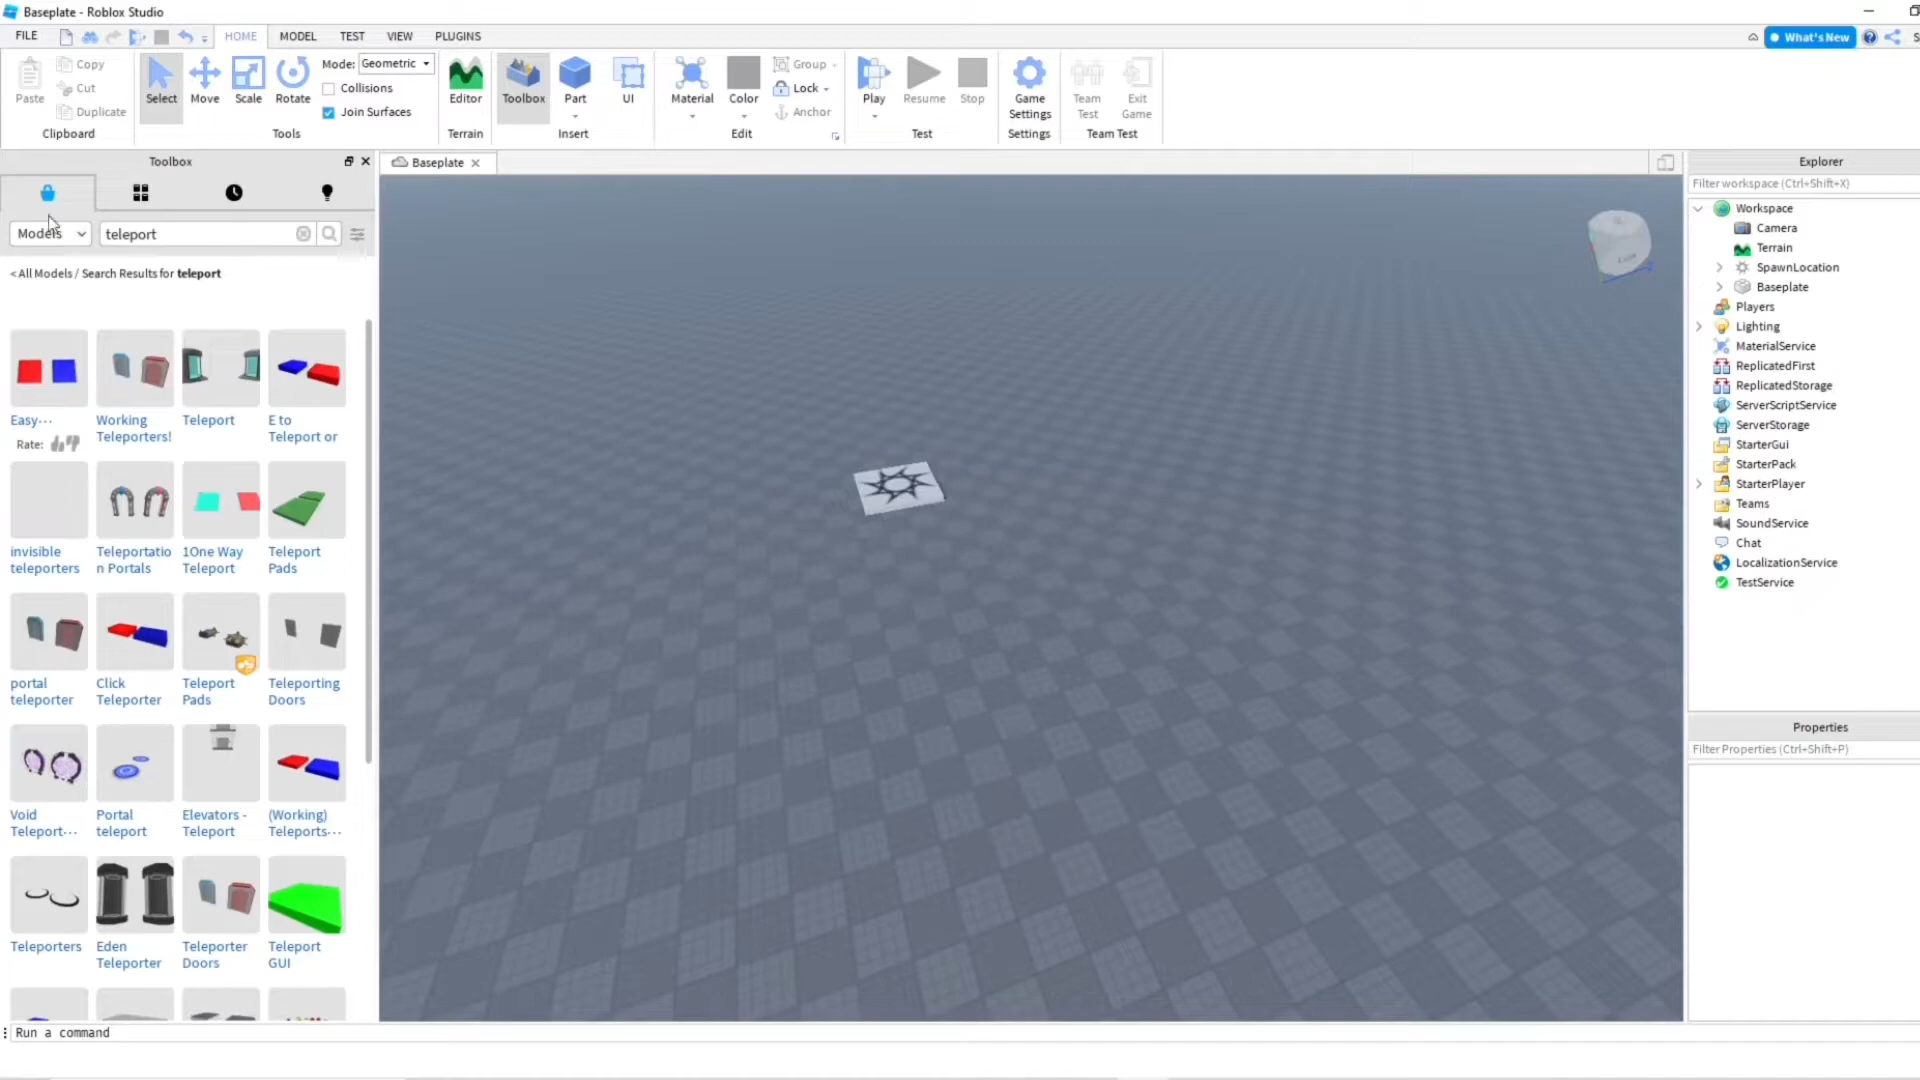 Baseplate - Roblox Studio
FILE HOME MODEL TEST VIEW PLUGINS What's New
Paste Copy Cut Duplicate
Clipboard
Select Move Scale Rotate
Mode: Geometric
Collisions
Join Surfaces
Tools
Editor
Terrain
Toolbox Part UI
Insert
Material Color Group Lock Anchor
Edit
Play Resume Stop
Test
Game Settings
Settings
Team Test Exit Game
Team Test
Toolbox
Models teleport
< All Models / Search Results for teleport
Easy...
Rate:
Working Teleporters!
Teleport
E to Teleport or
invisible teleporters
Teleportation Portals
1One Way Teleport
Teleport Pads
portal teleporter
Click Teleporter
Teleport Pads
Teleporting Doors
Void Teleport...
Portal teleport
Elevators - Teleport
(Working) Teleports...
Teleporters
Eden Teleporter
Teleporter Doors
Teleport GUI
Run a command
Baseplate
Explorer
Filter workspace (Ctrl+Shift+X)
Workspace
Camera
Terrain
SpawnLocation
Baseplate
Players
Lighting
MaterialService
ReplicatedFirst
ReplicatedStorage
ServerScriptService
ServerStorage
StarterGui
StarterPack
StarterPlayer
Teams
SoundService
Chat
LocalizationService
TestService
Properties
Filter Properties (Ctrl+Shift+P)